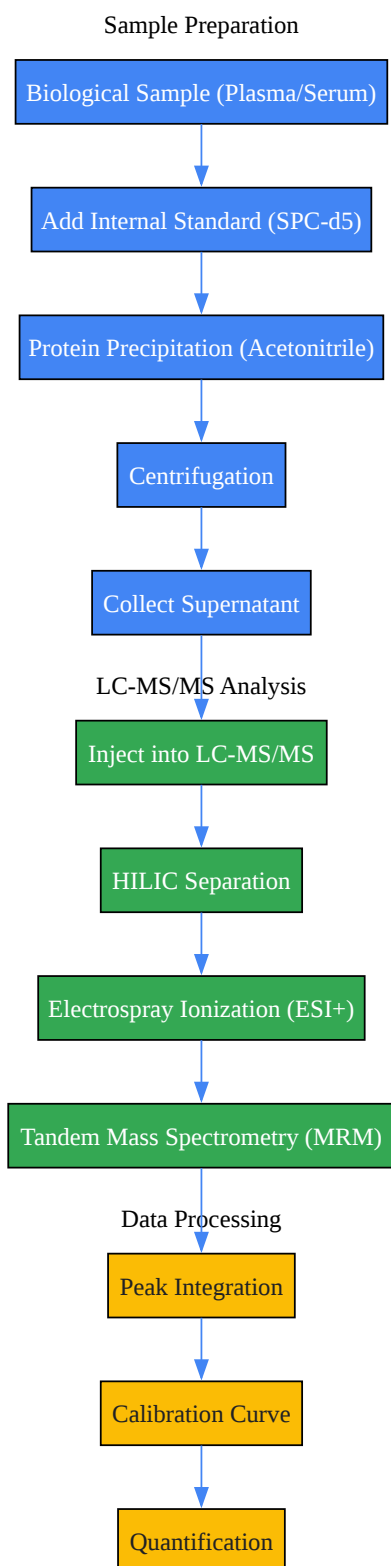 Sample Preparation
Biological Sample (Plasma/Serum)
Add Internal Standard (SPC-d5)
Protein Precipitation (Acetonitrile)
Centrifugation
Collect Supernatant
LC-MS/MS Analysis
Inject into LC-MS/MS
HILIC Separation
Electrospray Ionization (ESI+)
Tandem Mass Spectrometry (MRM)
Data Processing
Peak Integration
Calibration Curve
Quantification